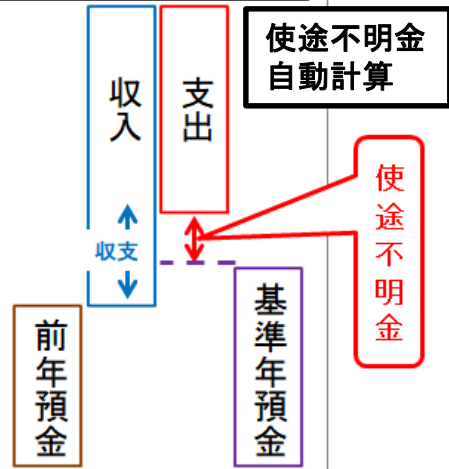 使途不明金
自動計算
収入
支出
収支
使途不明金
前年預金
基準年預金